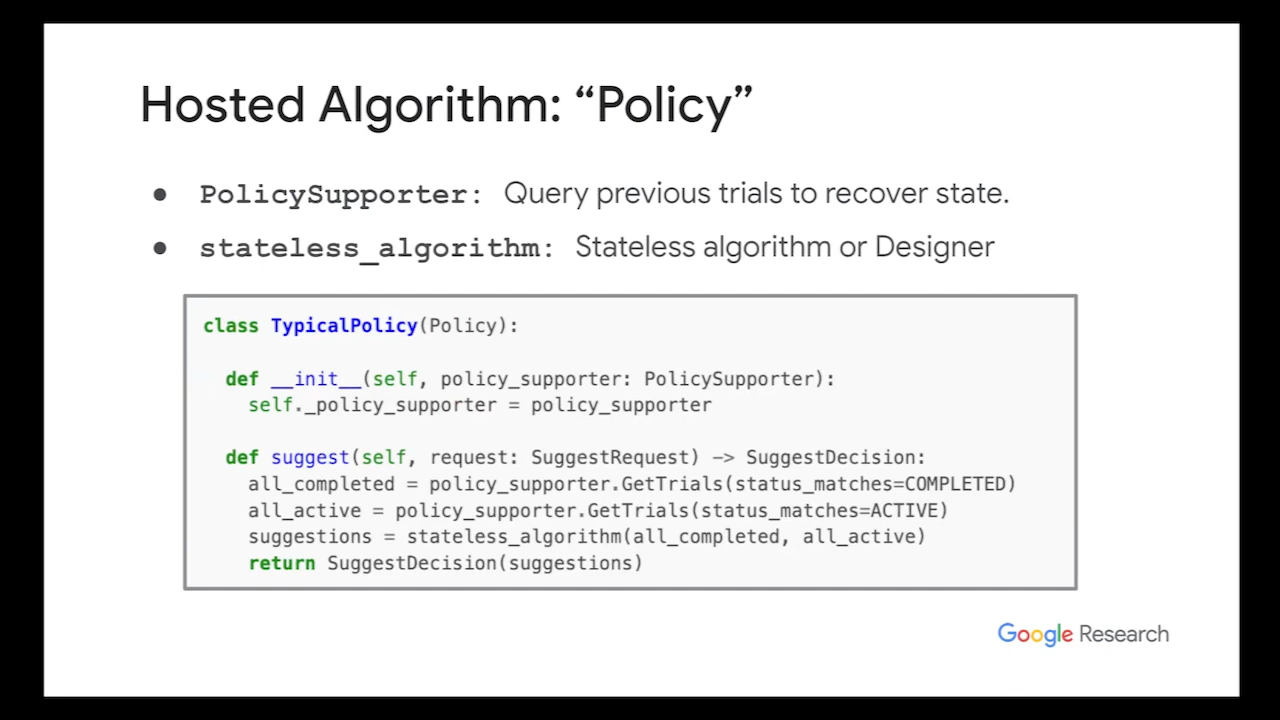 Hosted Algorithm: “Policy”
● PolicySupporter: Query previous trials to recover state.
● stateless_algorithm: Stateless algorithm or Designer
class TypicalPolicy(Policy):
  def __init__(self, policy_supporter: PolicySupporter):
    self._policy_supporter = policy_supporter
  def suggest(self, request: SuggestRequest) -> SuggestDecision:
    all_completed = policy_supporter.GetTrials(status_matches=COMPLETED)
    all_active = policy_supporter.GetTrials(status_matches=ACTIVE)
    suggestions = stateless_algorithm(all_completed, all_active)
    return SuggestDecision(suggestions)
Google Research